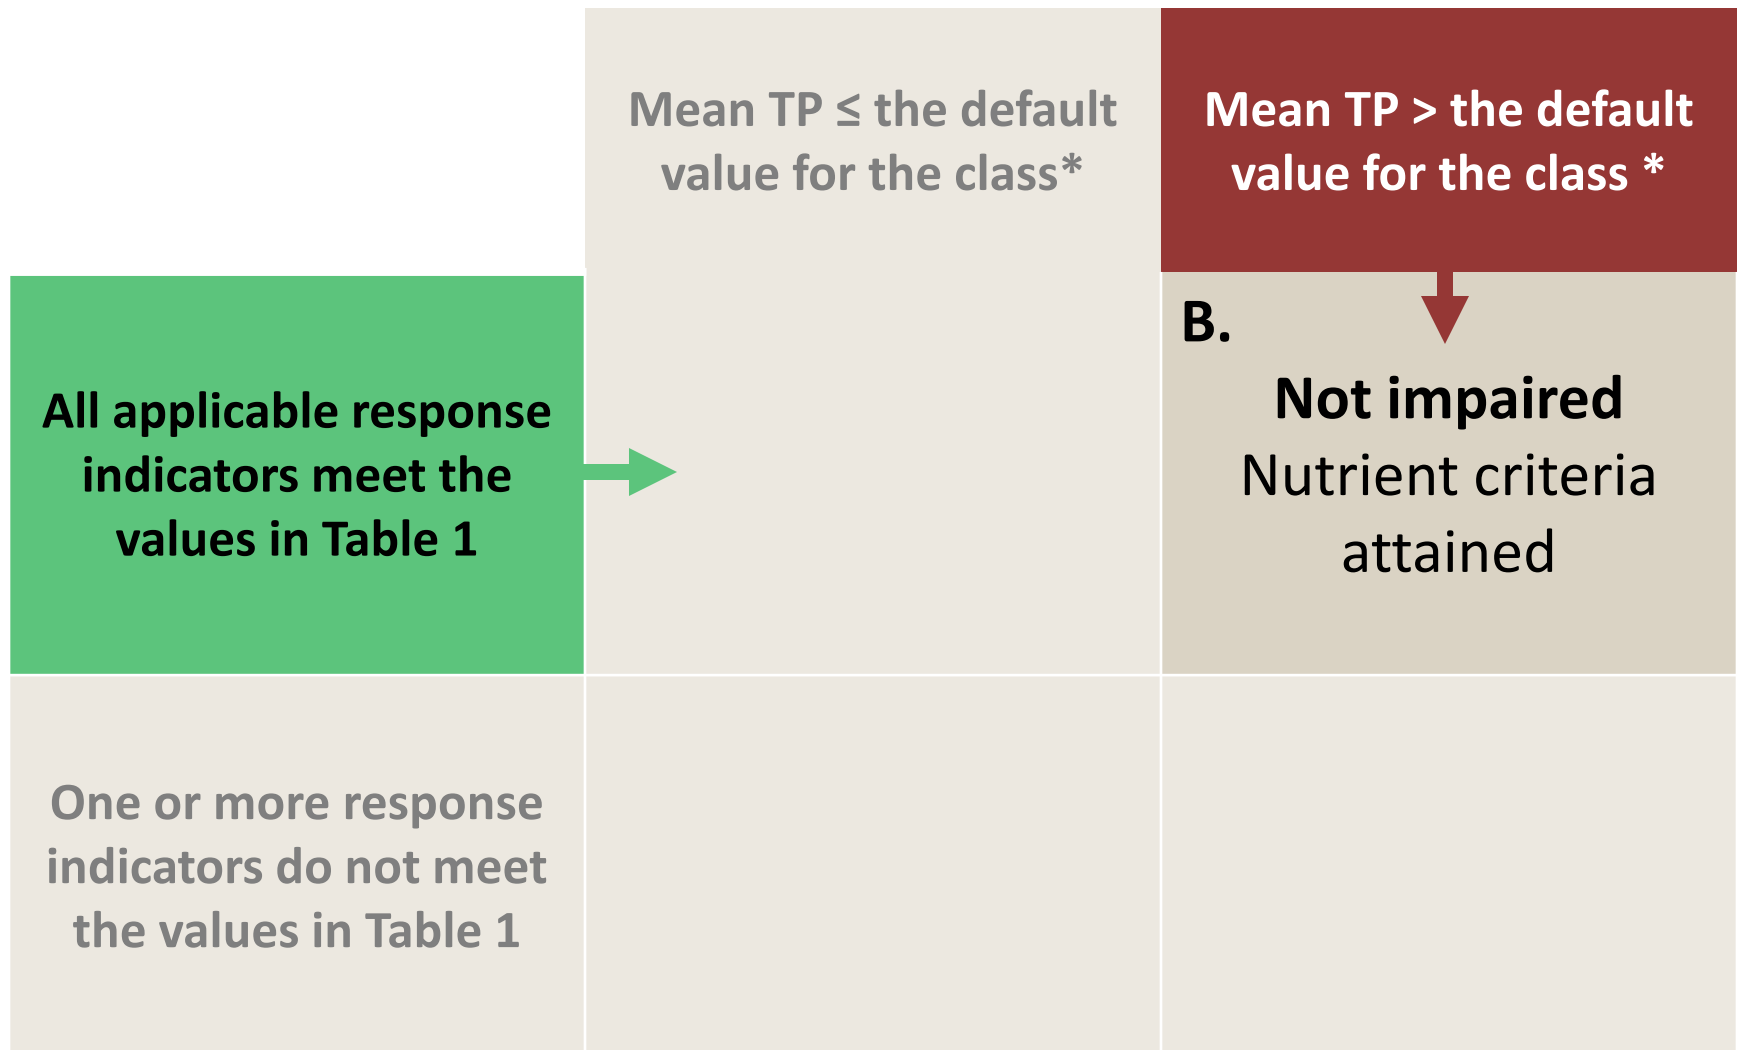 Mean TP ≤ the default
value for the class*
Mean TP > the default
value for the class *
All applicable response
indicators meet the
values in Table 1
B.
Not impaired
Nutrient criteria
attained
One or more response
indicators do not meet
the values in Table 1